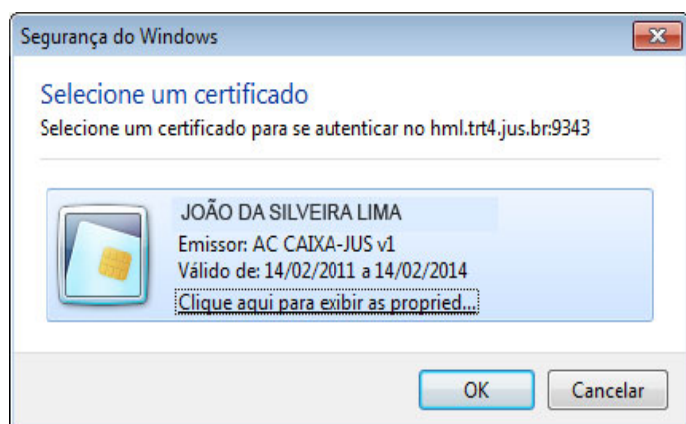 Segurança do Windows
Selecione um certificado
Selecione um certificado para se autenticar no hml.trt4.jus.br:9343
JOÃO DA SILVEIRA LIMA
Emissor: AC CAIXA-JUS v1
Válido de: 14/02/2011 a 14/02/2014
Clique aqui para exibir as propried...
OK
Cancelar